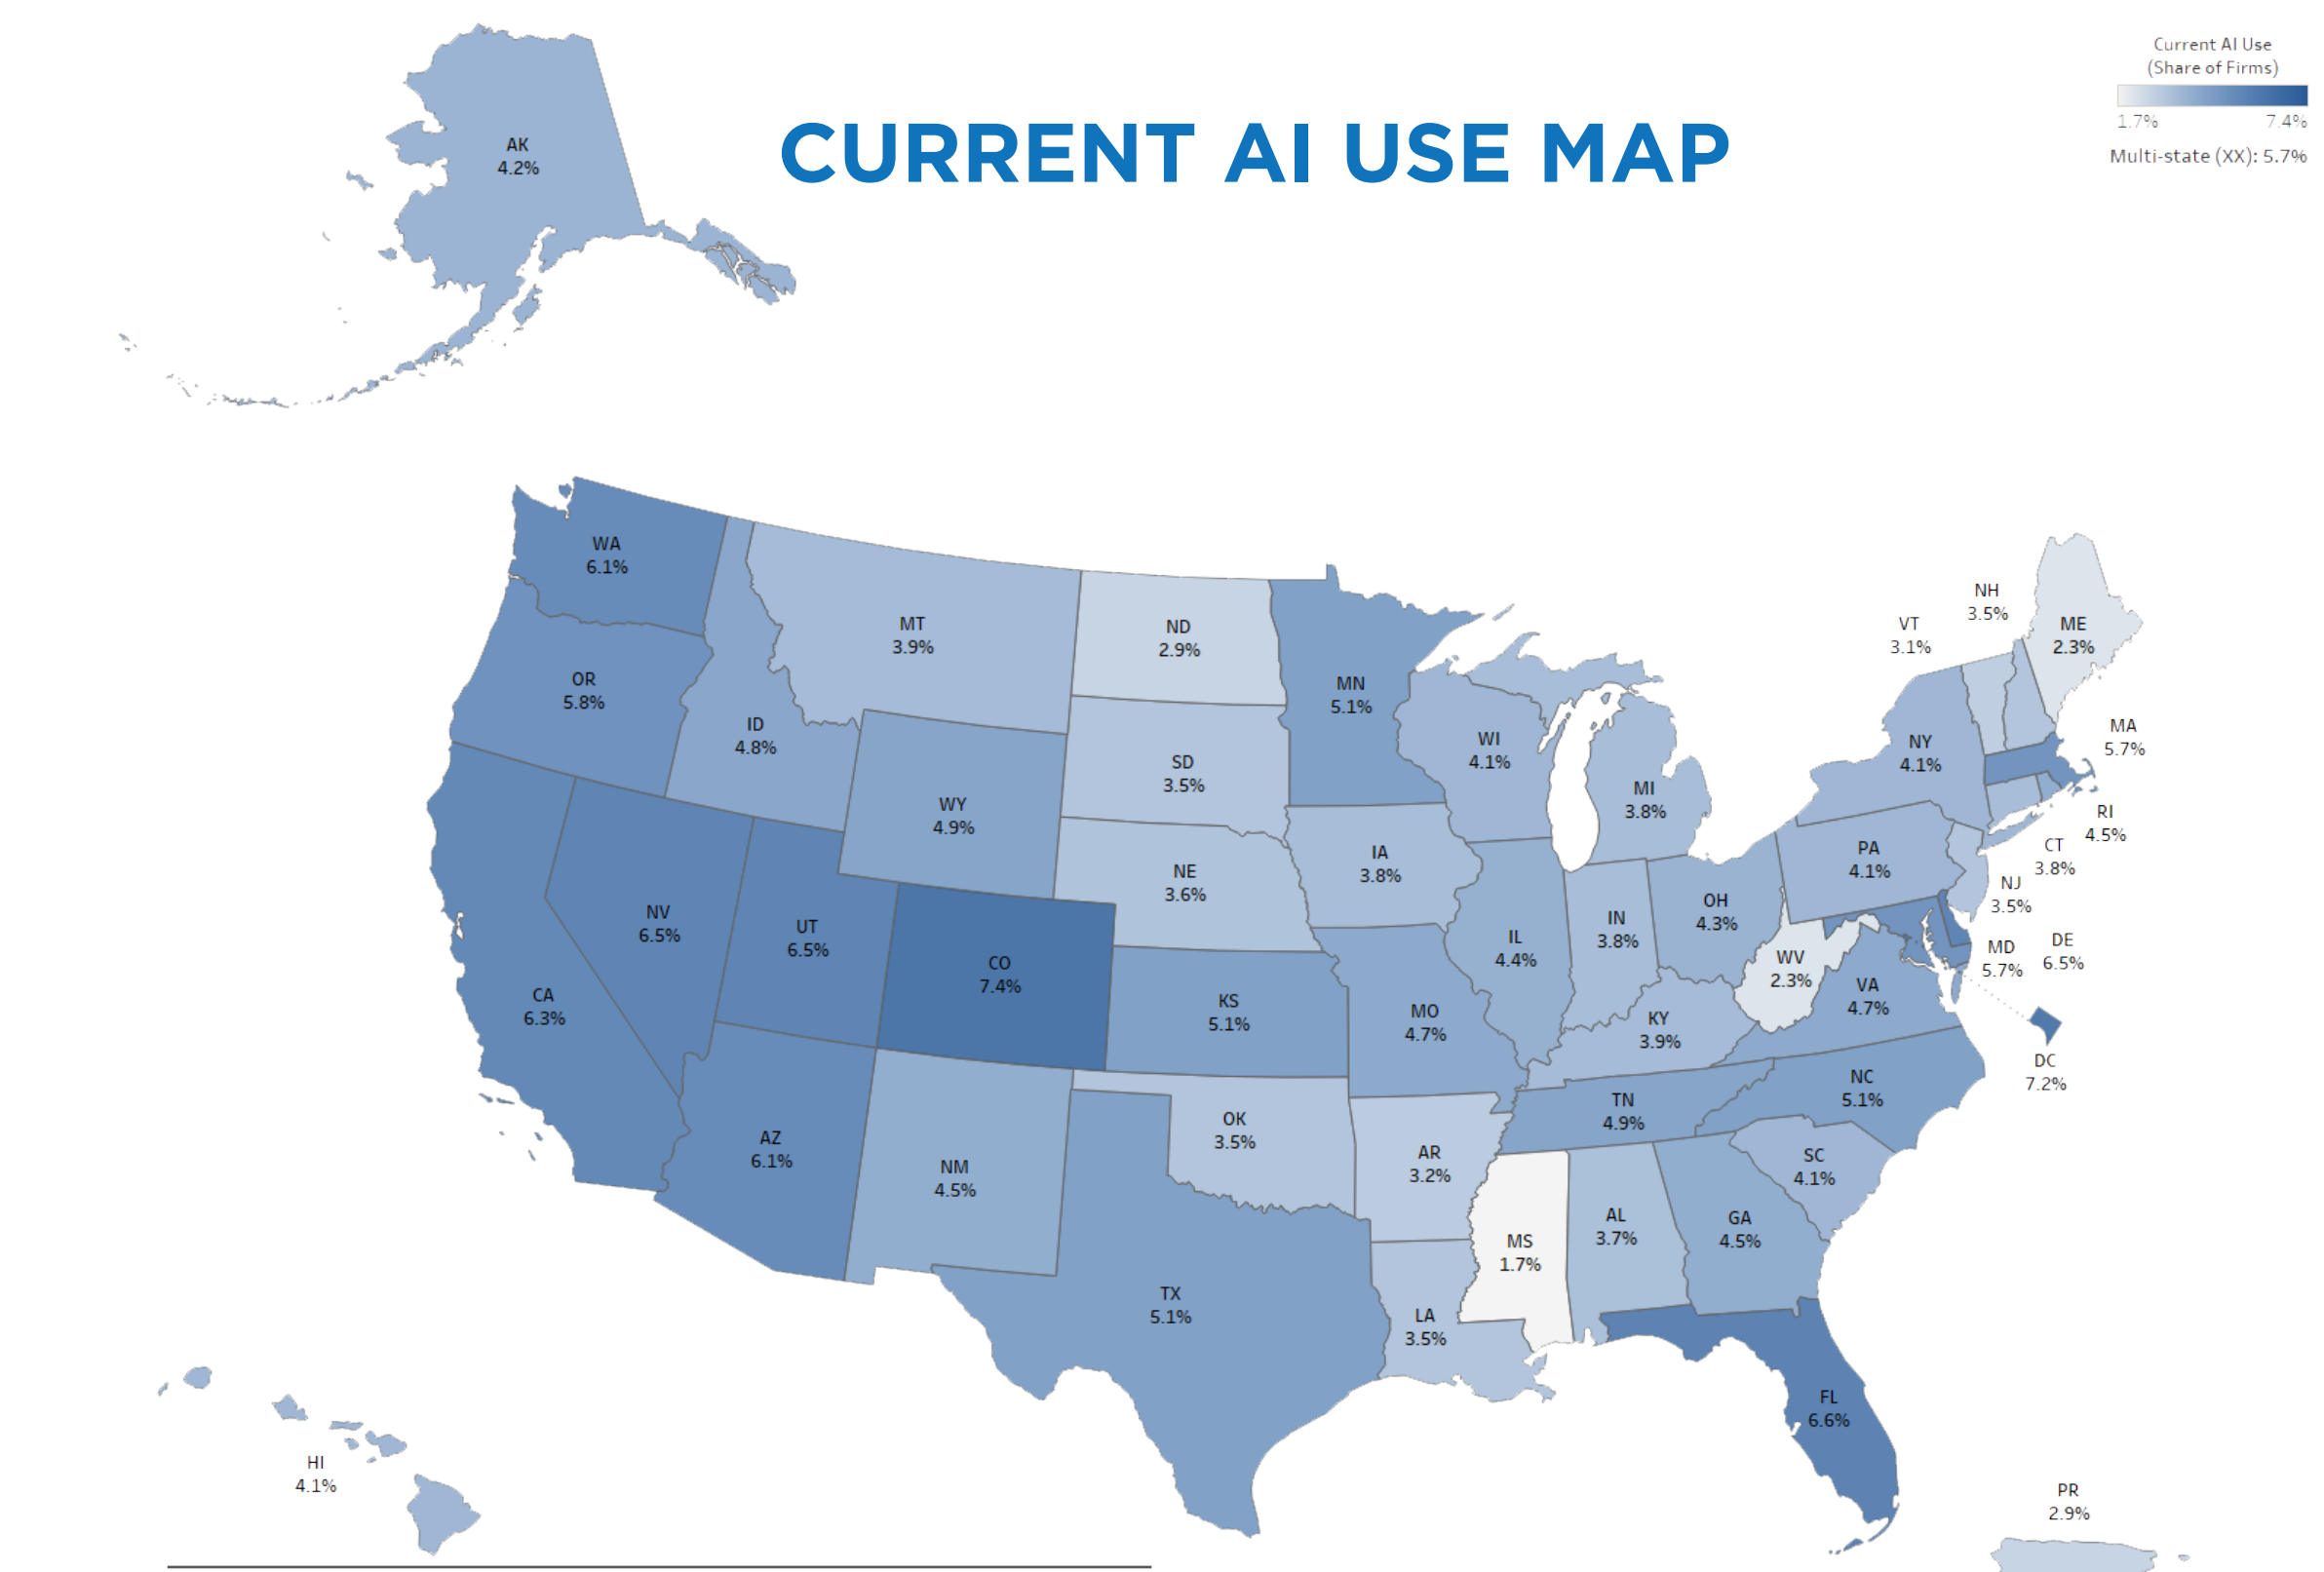 Current AI Use
(Share of Firms)
1.7% 7.4%
Multi-state (XX): 5.7%
CURRENT AI USE MAP
AK
4.2%
WA
6.1%
MT
3.9%
ND
2.9%
NH
3.5%
VT
3.1%
ME
2.3%
OR
5.8%
ID
4.8%
MN
5.1%
WI
4.1%
NY
4.1%
MA
5.7%
SD
3.5%
MI
3.8%
WY
4.9%
RI
4.5%
IA
3.8%
PA
4.1%
CT
3.8%
NE
3.6%
NJ
3.5%
NV
6.5%
UT
6.5%
OH
4.3%
IN
3.8%
IL
4.4%
MD
5.7%
DE
6.5%
CO
7.4%
WV
2.3%
CA
6.3%
KS
5.1%
MO
4.7%
KY
3.9%
VA
4.7%
DC
7.2%
NC
5.1%
TN
4.9%
AZ
6.1%
NM
4.5%
OK
3.5%
AR
3.2%
SC
4.1%
MS
1.7%
AL
3.7%
GA
4.5%
TX
5.1%
LA
3.5%
FL
6.6%
HI
4.1%
PR
2.9%